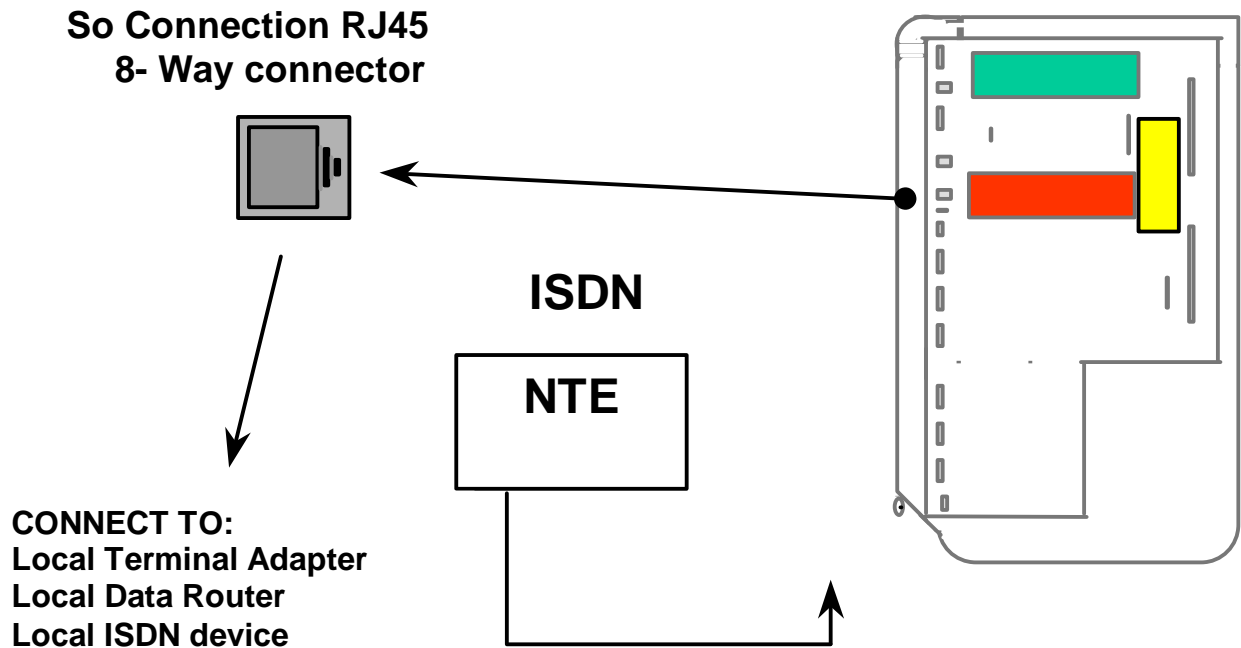 So Connection RJ45
8- Way connector
ISDN
NTE
CONNECT TO:
Local Terminal Adapter
Local Data Router
Local ISDN device